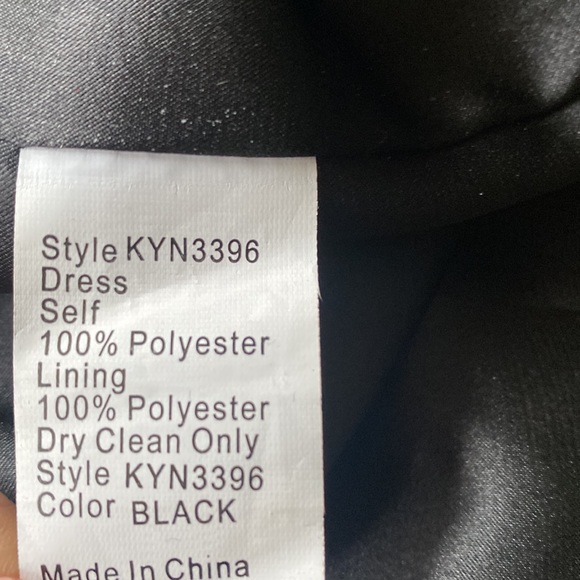 Style KYN3396
Dress
Self
100% Polyester
Lining
100% Polyester
Dry Clean Only
Style KYN3396
Color BLACK
Made In China